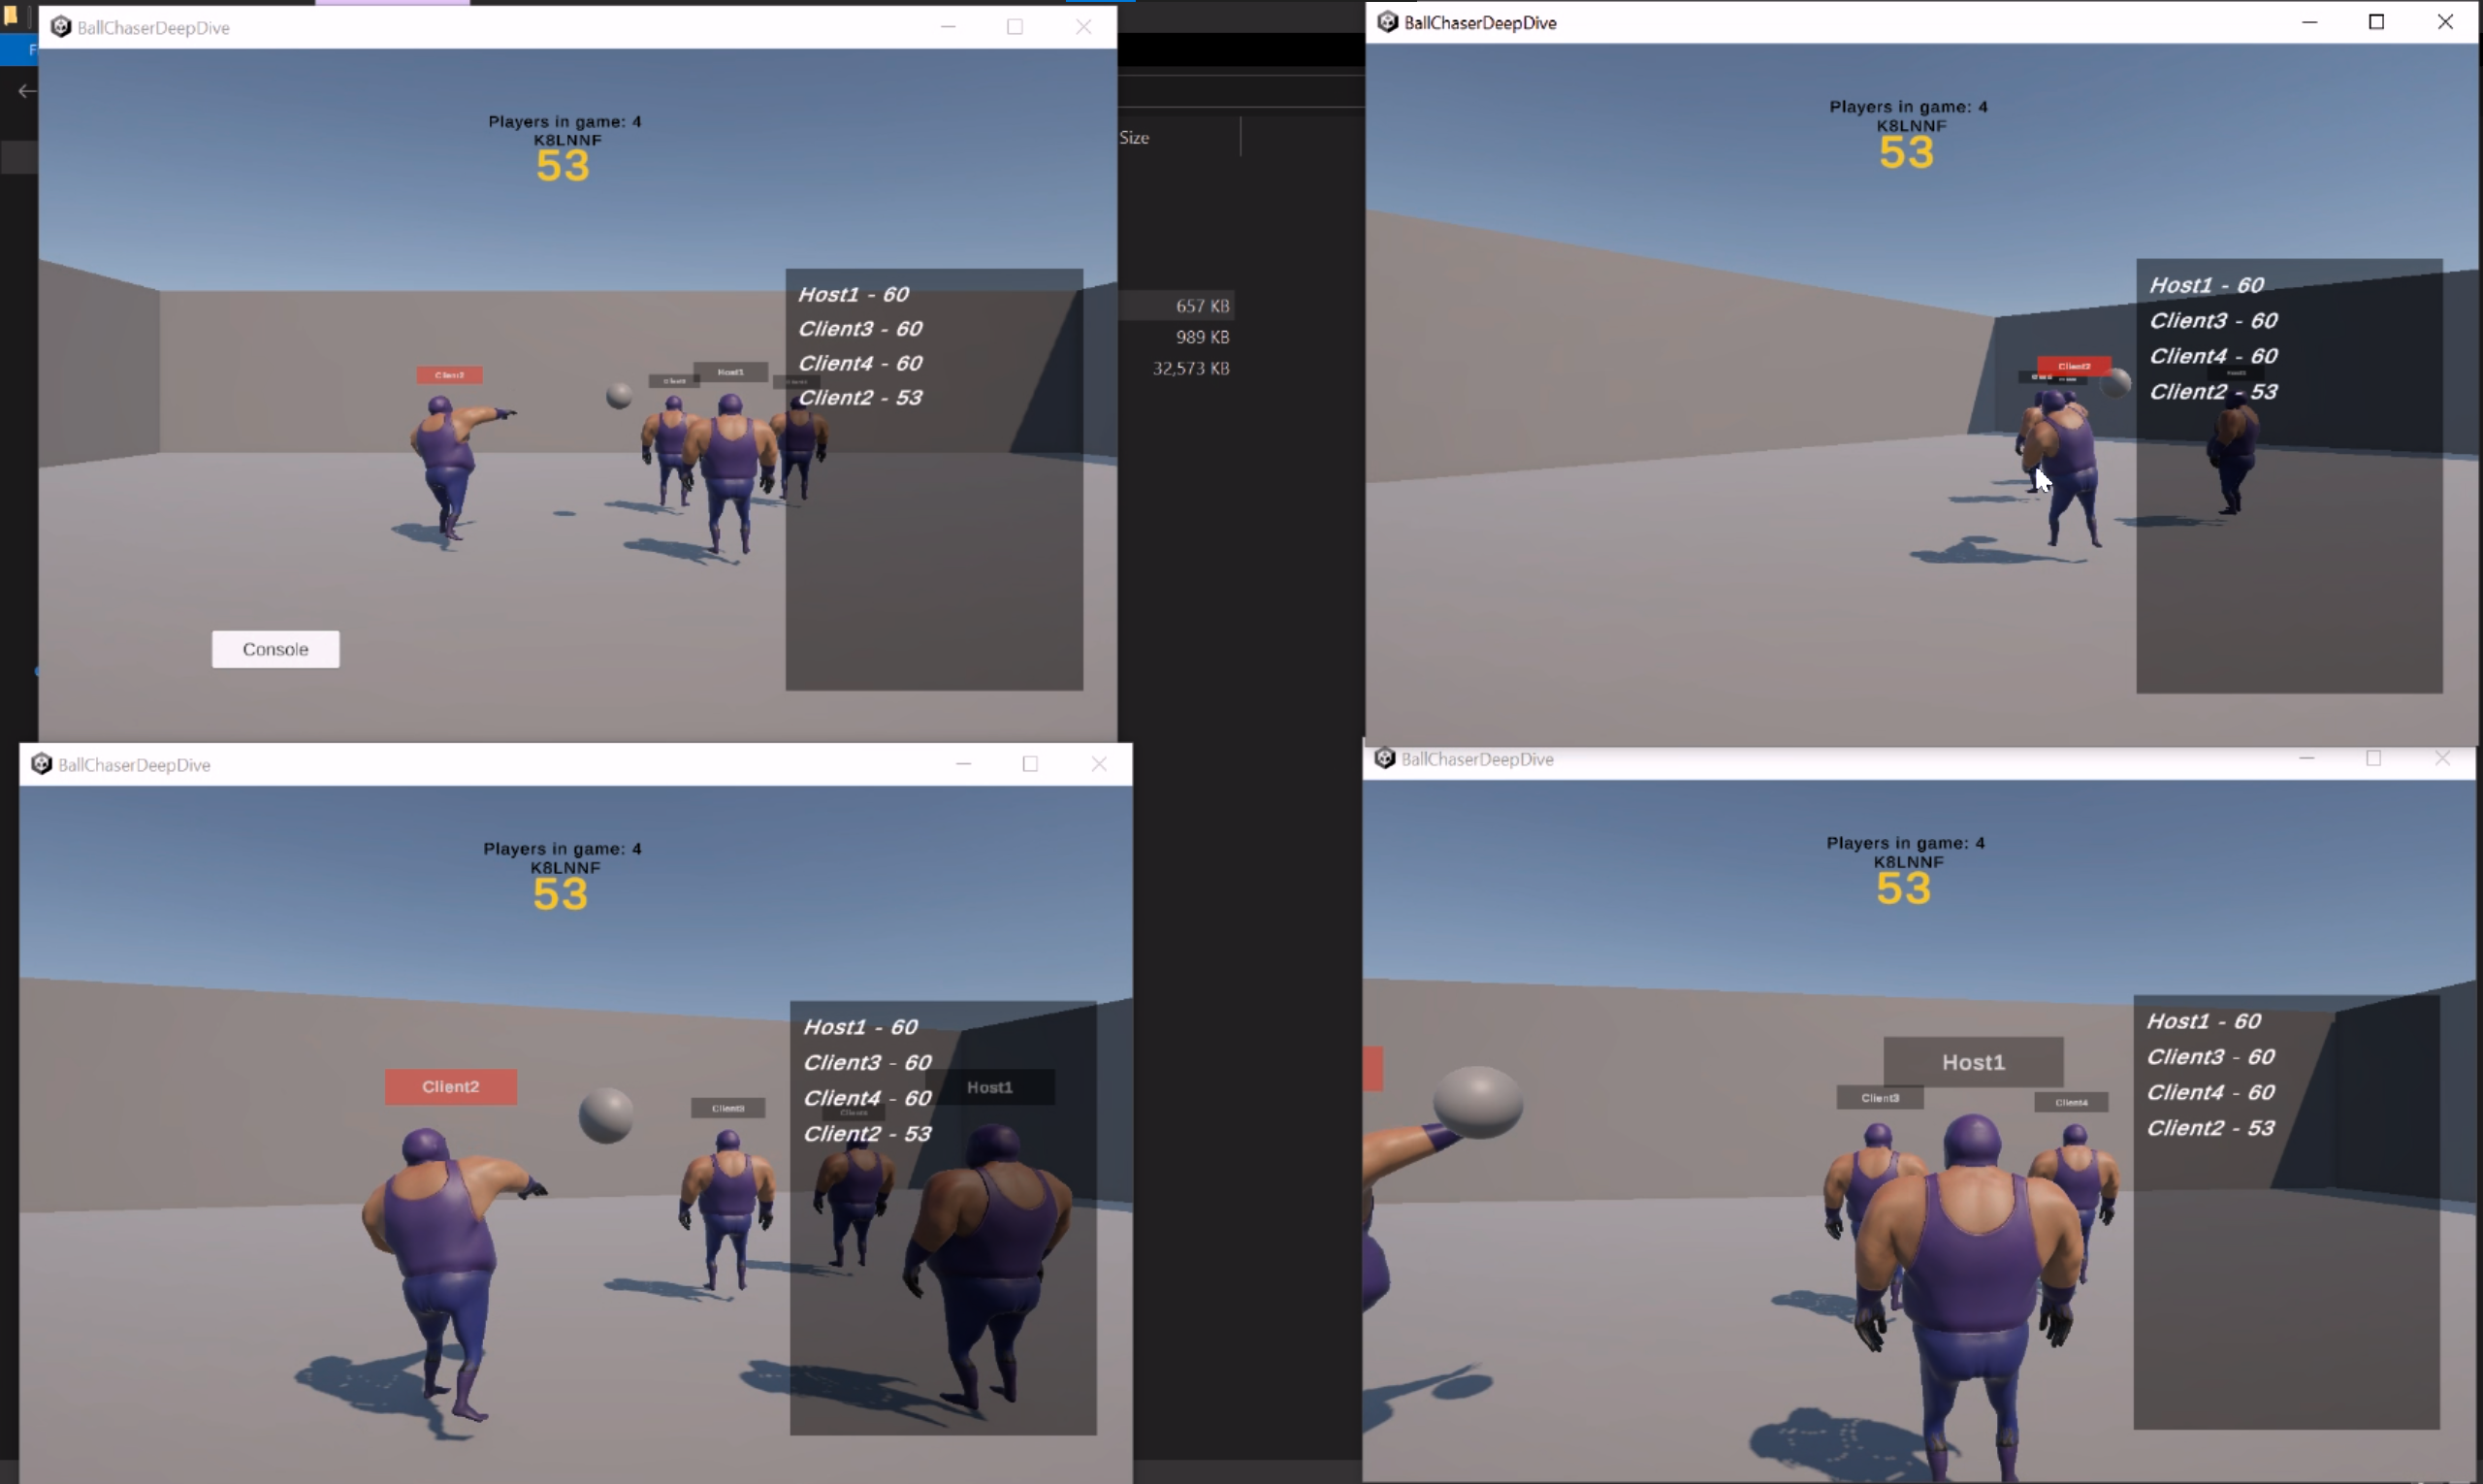 BallChaserDeepDive
Players in game: 4
K8LNNF
53
Host1 - 60
Client3 - 60
Client4 - 60
Client2 - 53
Client2
Host1
Console
F
Size
657 KB
989 KB
32,573 KB
BallChaserDeepDive
Players in game: 4
K8LNNF
53
Host1 - 60
Client3 - 60
Client4 - 60
Client2 - 53
Client2
Host1
BallChaserDeepDive
Players in game: 4
K8LNNF
53
Host1 - 60
Client3 - 60
Client4 - 60
Client2 - 53
Client2
Client3
Client4
Host1
BallChaserDeepDive
Players in game: 4
K8LNNF
53
Host1
Client3
Client4
Host1 - 60
Client3 - 60
Client4 - 60
Client2 - 53